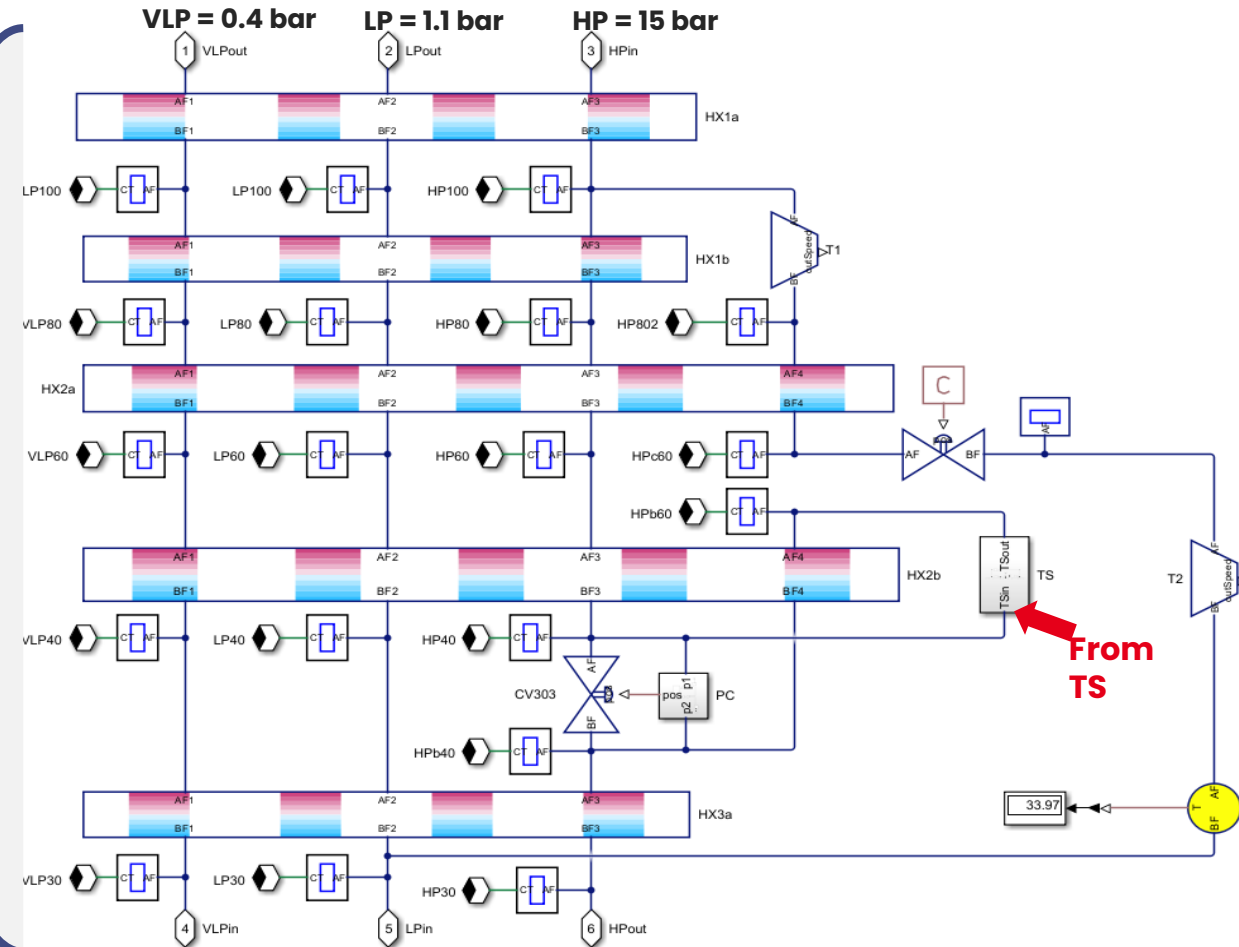 VLP = 0.4 bar LP = 1.1 bar HP = 15 bar
1 VLPout 2 LPout 3 HPin
AF1 AF2 AF3
HX1a
BF1 BF2 BF3
LP100 CT AF LP100 CT AF HP100 CT AF
AF
AF1 AF2 AF3
HX1b outSpeed T1
BF1 BF2 BF3
BF
VLP80 CT AF LP80 CT AF HP80 CT AF HP802 CT AF
AF1 AF2 AF3 AF4
HX2a C
BF1 BF2 BF3 BF4
AF
VLP60 CT AF LP60 CT AF HP60 CT AF HPc60 CT AF AF BF
HPb60 CT AF
AF1 AF2 AF3 AF4 TSout AF
HX2b TS T2 outSpeed
BF1 BF2 BF3 BF4 TSin BF
VLP40 CT AF LP40 CT AF HP40 CT AF
From
TS
AF p1
CV303 pos PC
BF p2
HPb40 CT AF
AF1 AF2 AF3 AF
HX3a 33.97 T
BF1 BF2 BF3 BF
VLP30 CT AF LP30 CT AF HP30 CT AF
4 VLPin 5 LPin 6 HPout